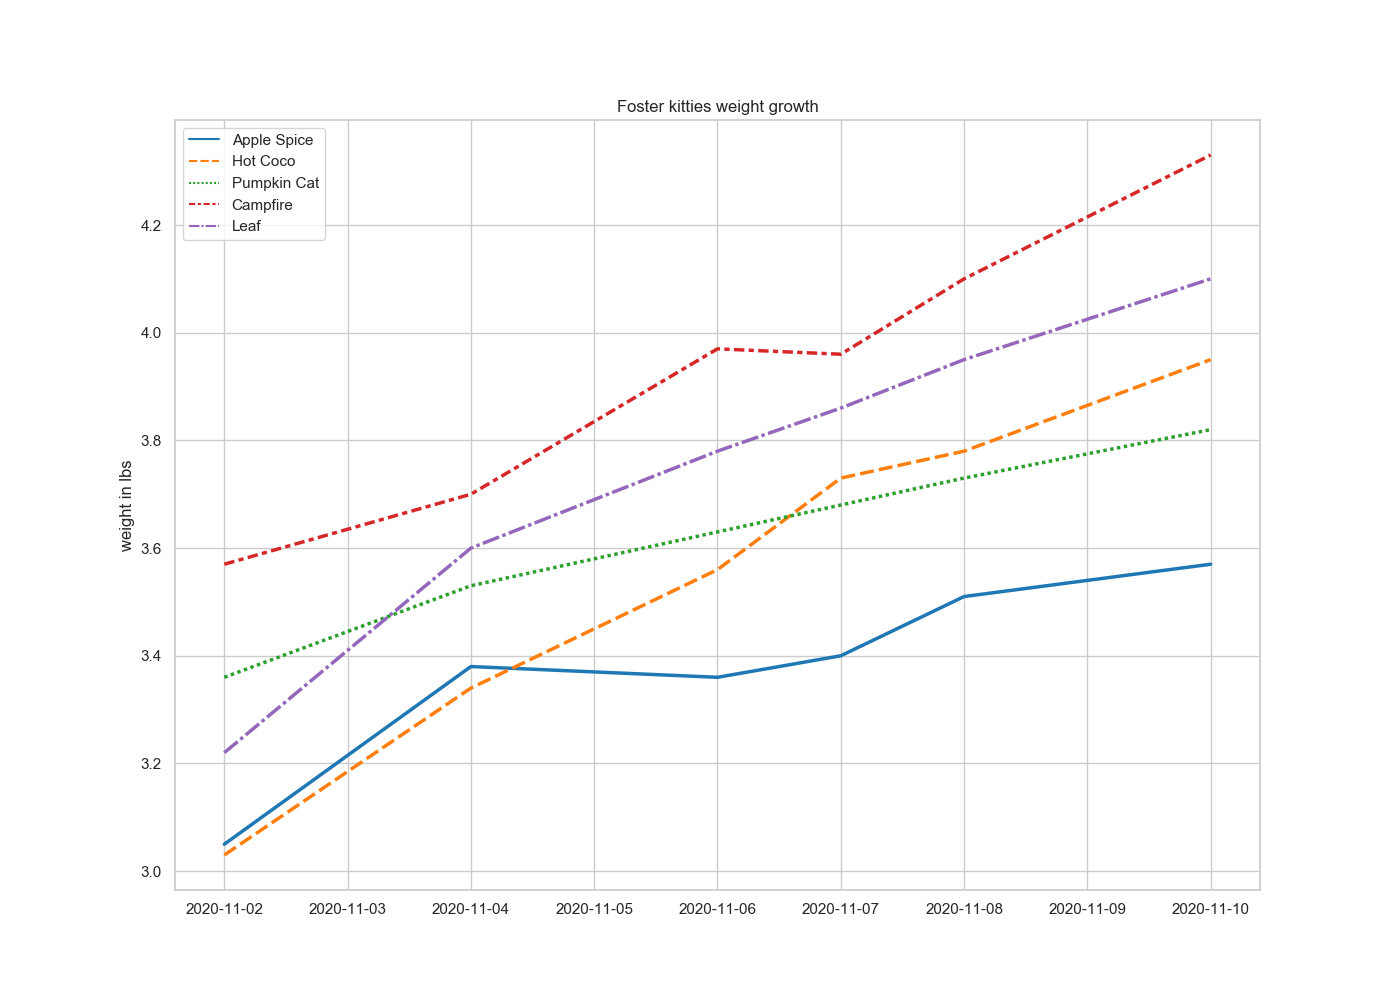 Foster kitties weight growth
Apple Spice
Hot Coco
Pumpkin Cat
Campfire
Leaf
weight in lbs
4.2
4.0
3.8
3.6
3.4
3.2
3.0
2020-11-02 2020-11-03 2020-11-04 2020-11-05 2020-11-06 2020-11-07 2020-11-08 2020-11-09 2020-11-10